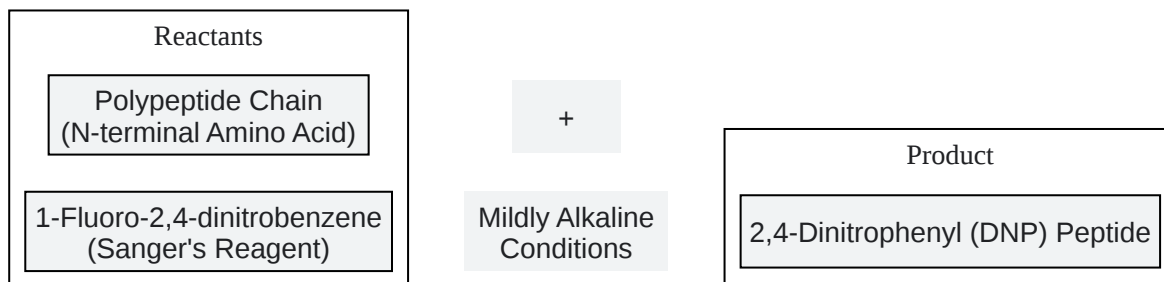 Reactants
Polypeptide Chain
(N-terminal Amino Acid)
1-Fluoro-2,4-dinitrobenzene
(Sanger's Reagent)
+
Mildly Alkaline
Conditions
Product
2,4-Dinitrophenyl (DNP) Peptide